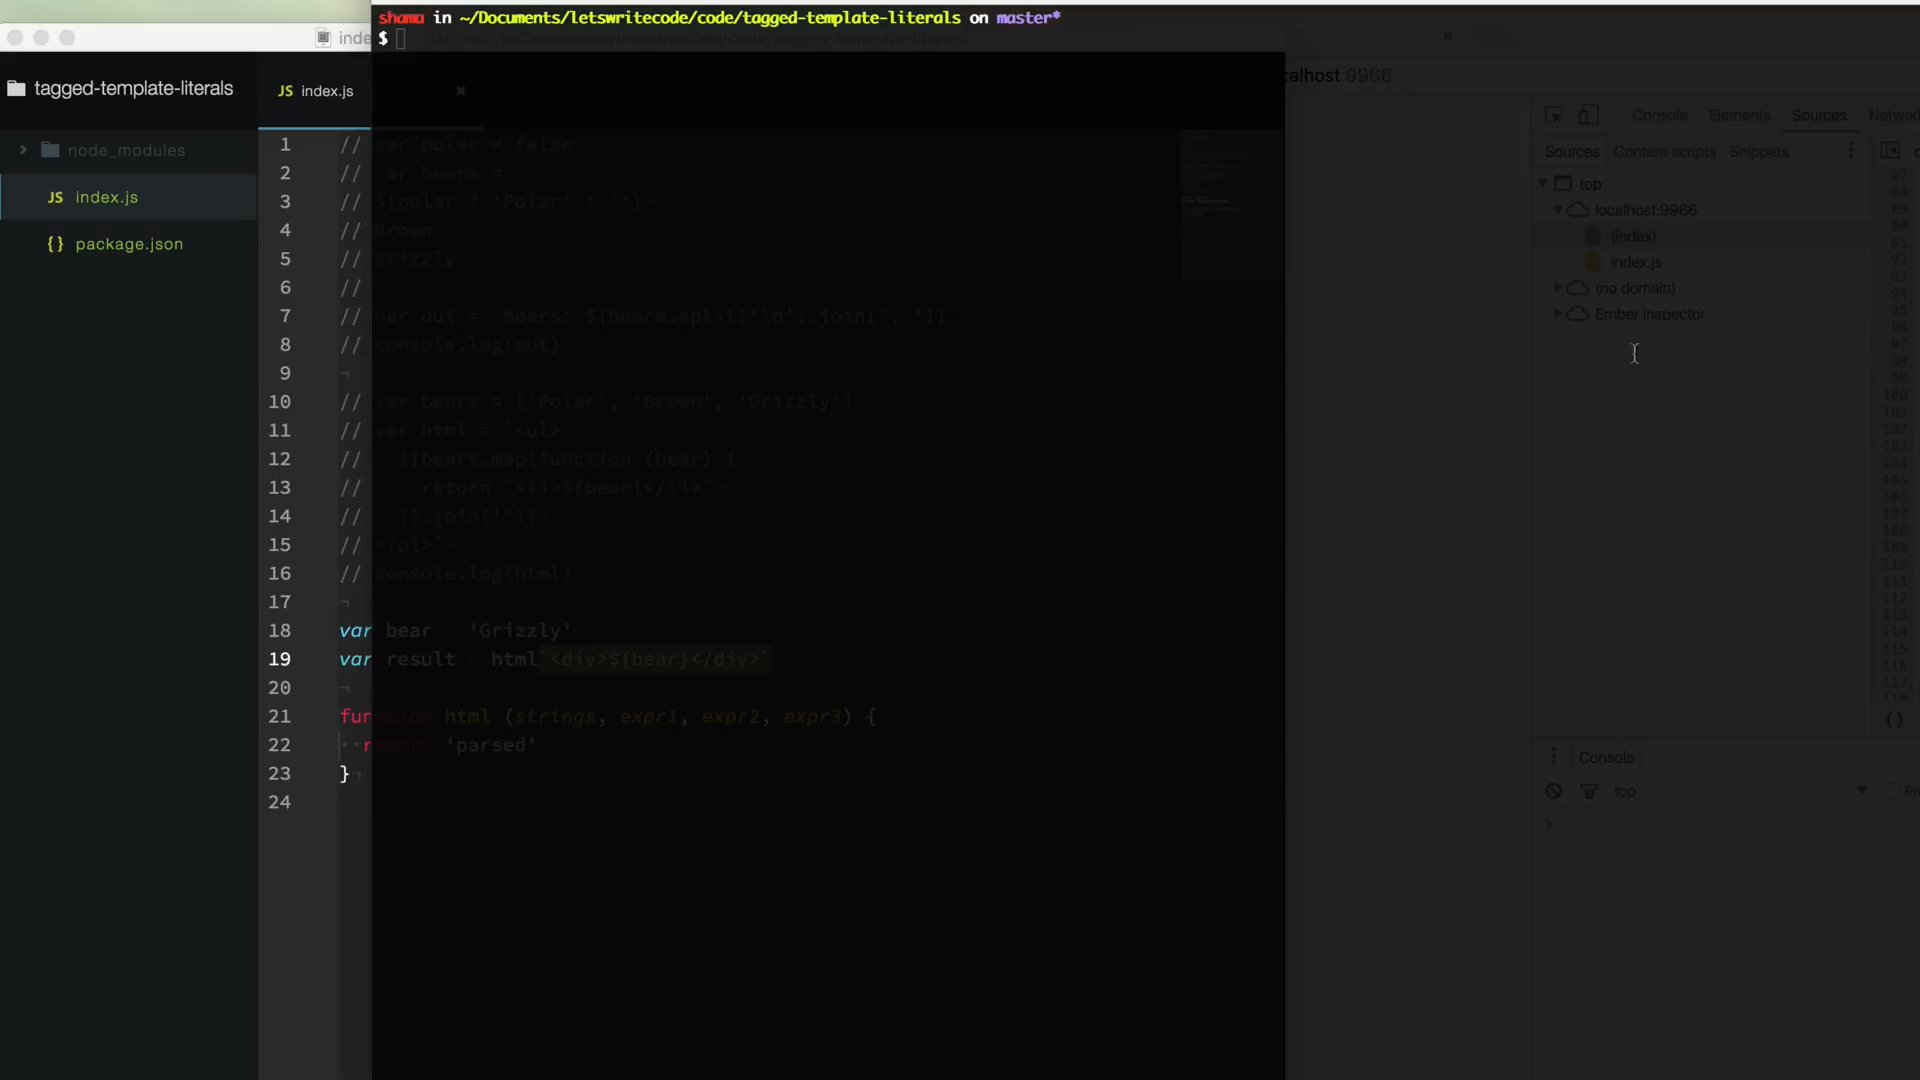 shama in ~/Documents/letswritecode/code/tagged-template-literals on master*
$
inde
calhost:9966
tagged-template-literals
JS index.js
node_modules
JS index.js
{} package.json
1 // var polar = false
2 // var bears = `
3 // ${polar ? 'Polar' : ''}
4 // Brown
5 // Grizzly
6 //
7 // var out = `Bears: ${bears.split('\n').join(', ')}`
8 // console.log(out)
9
10 // var bears = ['Polar', 'Brown', 'Grizzly']
11 // var html = `<ul>
12 // ${bears.map(function (bear) {
13 // return `<li>${bear}</li>`
14 // }).join('')}
15 // </ul>`
16 // console.log(html)
17
18 var bear = 'Grizzly'
19 var result = html`<div>${bear}</div>`
20
21 function html (strings, expr1, expr2, expr3) {
22 return 'parsed'
23 }
24
Console Elements Sources Networ
Sources Content scripts Snippets
top
localhost:9966
(index)
index.js
(no domain)
Ember Inspector
{}
Console
top
Pre
>